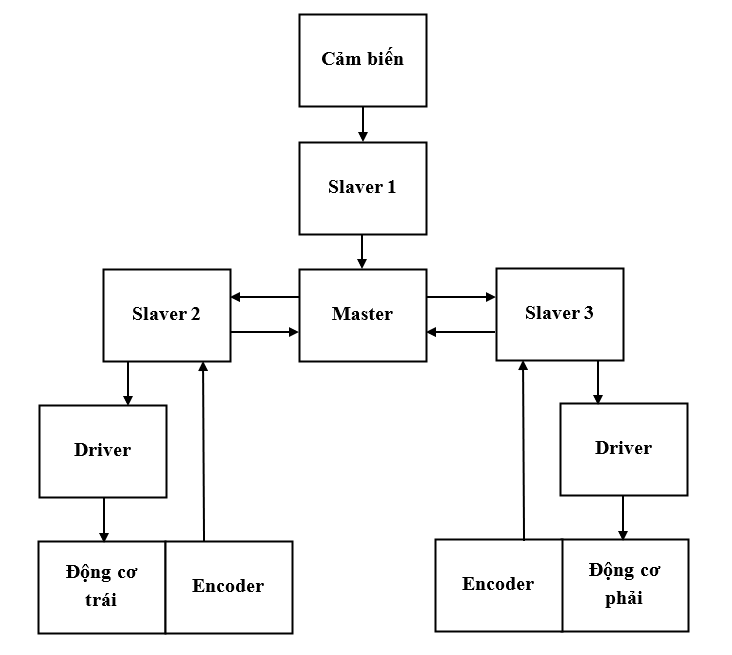 Cảm biến
Slaver 1
Slaver 2
Master
Slaver 3
Driver
Driver
Động cơ
trái
Encoder
Encoder
Động cơ
phải